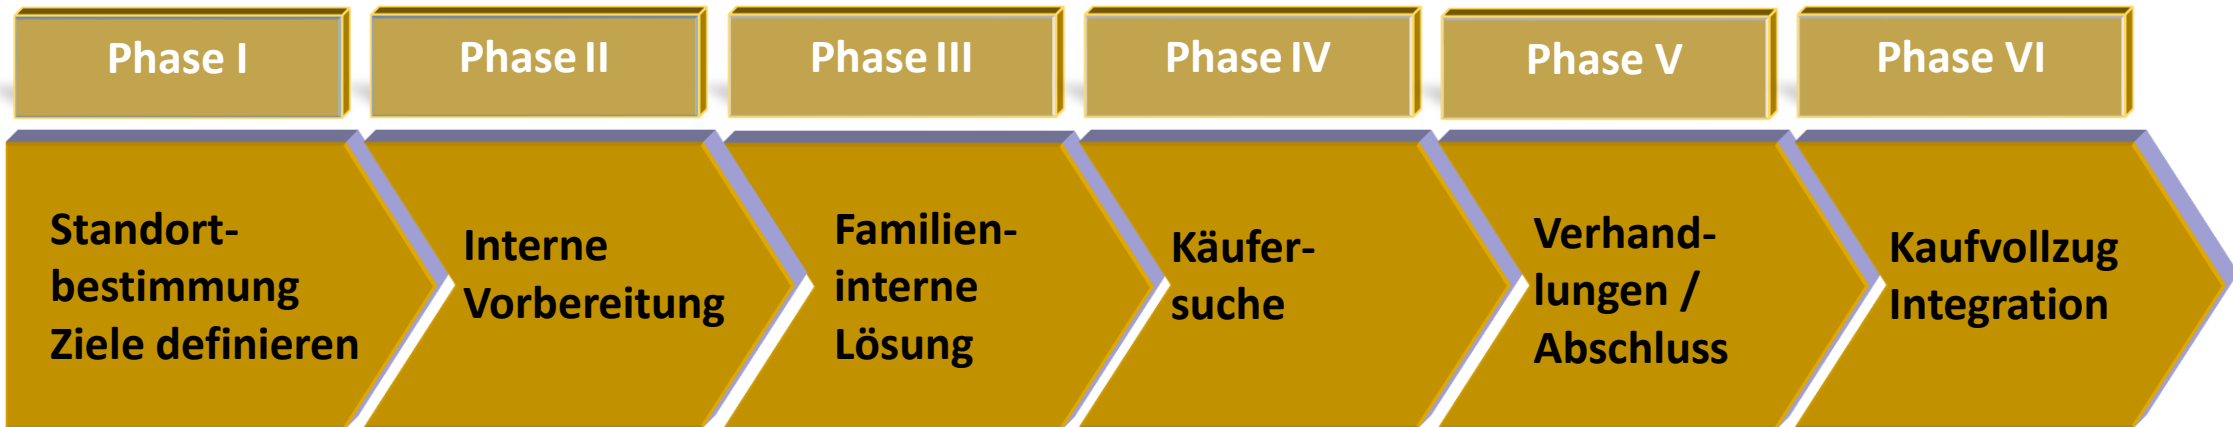 Phase I
Phase II
Phase III
Phase IV
Phase V
Phase VI
Standort-
bestimmung
Ziele definieren
Interne
Vorbereitung
Familien-
interne
Lösung
Käufer-
suche
Verhand-
lungen /
Abschluss
Kaufvollzug
Integration